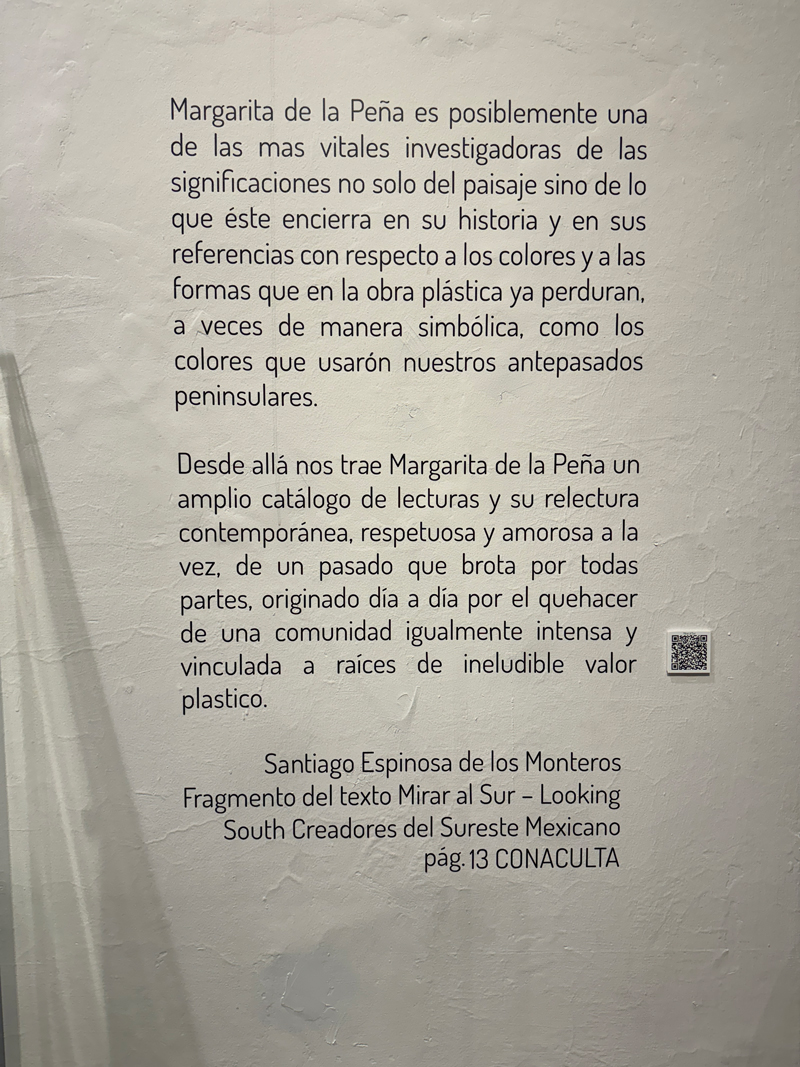 Margarita de la Peña es posiblemente una
de las mas vitales investigadoras de las
significaciones no solo del paisaje sino de lo
que éste encierra en su historia y en sus
referencias con respecto a los colores y a las
formas que en la obra plástica ya perduran,
a veces de manera simbólica, como los
colores que usarón nuestros antepasados
peninsulares.
Desde allá nos trae Margarita de la Peña un
amplio catálogo de lecturas y su relectura
contemporánea, respetuosa y amorosa a la
vez, de un pasado que brota por todas
partes, originado día a día por el quehacer
de una comunidad igualmente intensa y
vinculada a raíces de ineludible valor
plastico.
Santiago Espinosa de los Monteros
Fragmento del texto Mirar al Sur – Looking
South Creadores del Sureste Mexicano
pág. 13 CONACULTA